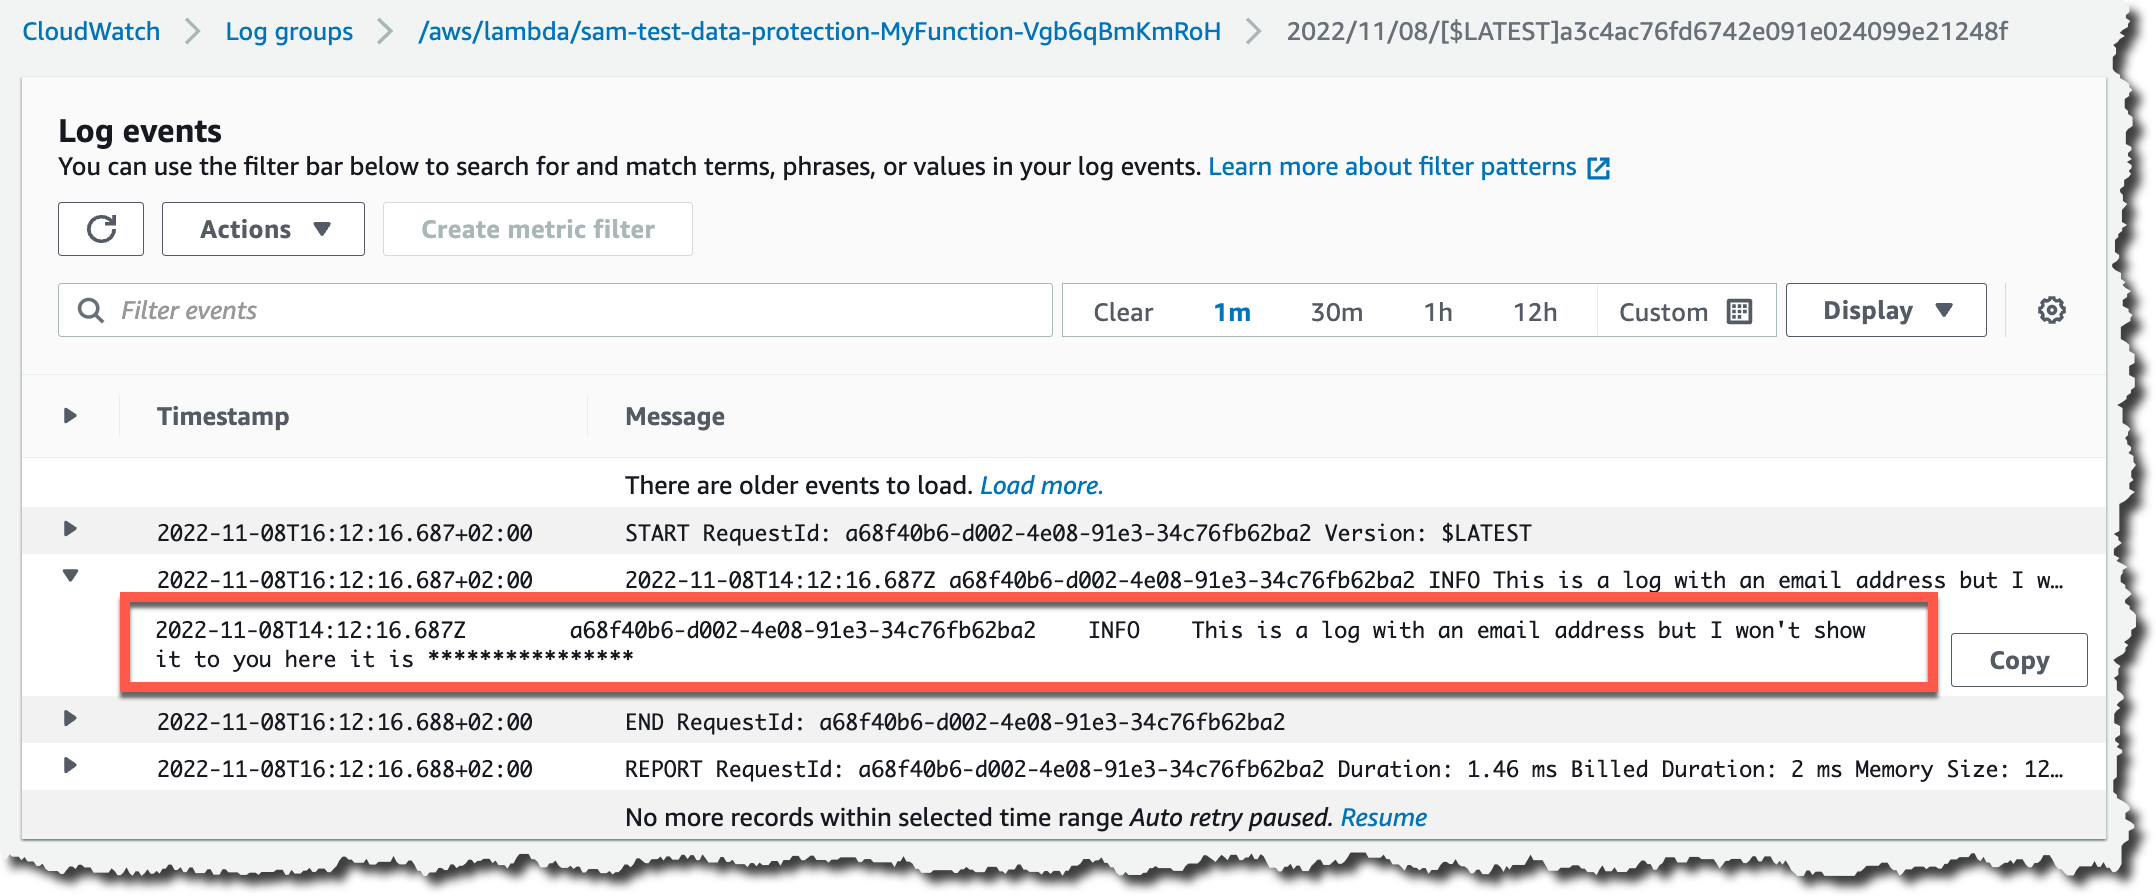 CloudWatch > Log groups > /aws/lambda/sam-test-data-protection-MyFunction-Vgb6qBmKmRoH > 2022/11/08/[$LATEST]a3c4ac76fd6742e091e024099e21248f
Log events
You can use the filter bar below to search for and match terms, phrases, or values in your log events. Learn more about filter patterns
Actions Create metric filter
Filter events Clear 1m 30m 1h 12h Custom Display
Timestamp Message
There are older events to load. Load more.
2022-11-08T16:12:16.687+02:00 START RequestId: a68f40b6-d002-4e08-91e3-34c76fb62ba2 Version: $LATEST
2022-11-08T16:12:16.687+02:00 2022-11-08T14:12:16.687Z a68f40b6-d002-4e08-91e3-34c76fb62ba2 INFO This is a log with an email address but I w…
2022-11-08T14:12:16.687Z a68f40b6-d002-4e08-91e3-34c76fb62ba2 INFO This is a log with an email address but I won't show
it to you here it is ****************
Copy
2022-11-08T16:12:16.688+02:00 END RequestId: a68f40b6-d002-4e08-91e3-34c76fb62ba2
2022-11-08T16:12:16.688+02:00 REPORT RequestId: a68f40b6-d002-4e08-91e3-34c76fb62ba2 Duration: 1.46 ms Billed Duration: 2 ms Memory Size: 12…
No more records within selected time range Auto retry paused. Resume